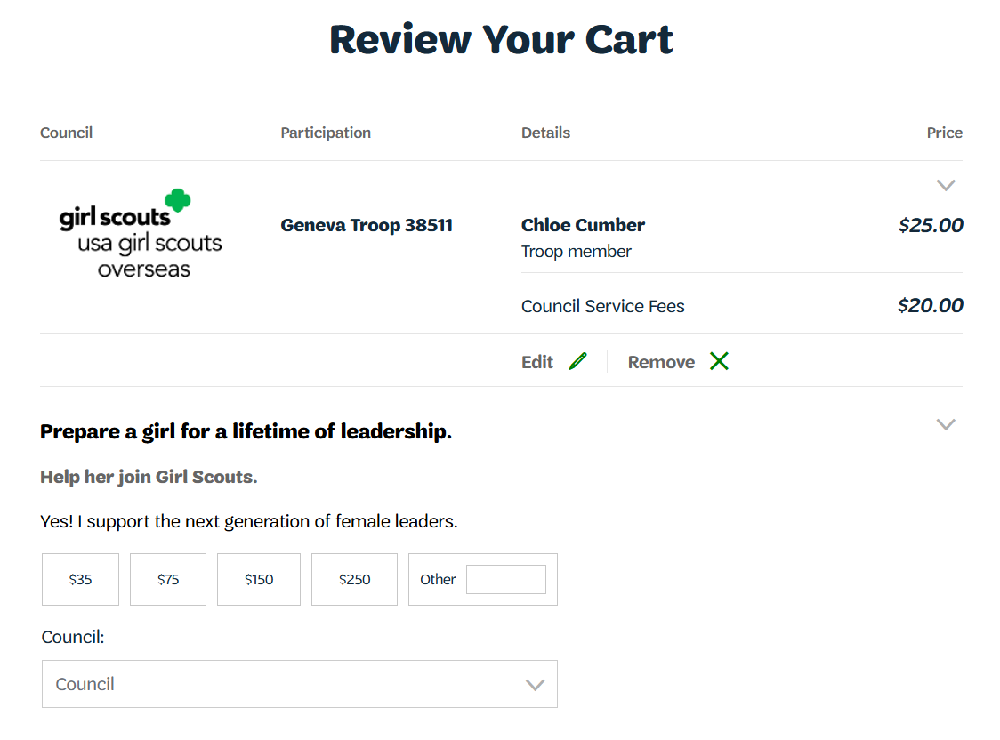 Review Your Cart
Council Participation Details Price
girl scouts
usa girl scouts
overseas
Geneva Troop 38511
Chloe Cumber
$25.00
Troop member
Council Service Fees $20.00
Edit Remove
Prepare a girl for a lifetime of leadership.
Help her join Girl Scouts.
Yes! I support the next generation of female leaders.
$35 $75 $150 $250 Other
Council:
Council